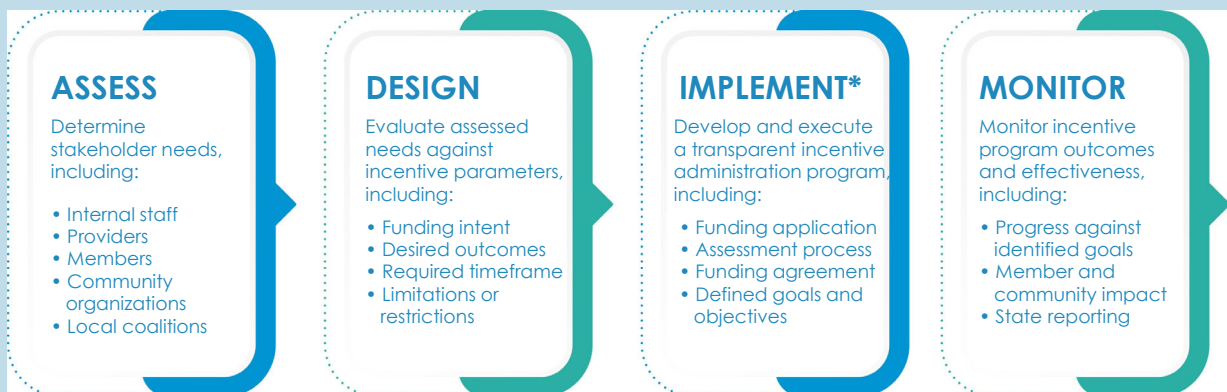 ASSESS
Determine
stakeholder needs,
including:
• Internal staff
• Providers
• Members
• Community
organizations
• Local coalitions
DESIGN
Evaluate assessed
needs against
incentive parameters,
including:
• Funding intent
• Desired outcomes
• Required timeframe
• Limitations or
restrictions
IMPLEMENT*
Develop and execute
a transparent incentive
administration program,
including:
• Funding application
• Assessment process
• Funding agreement
• Defined goals and
objectives
MONITOR
Monitor incentive
program outcomes
and effectiveness,
including:
• Progress against
identified goals
• Member and
community impact
• State reporting